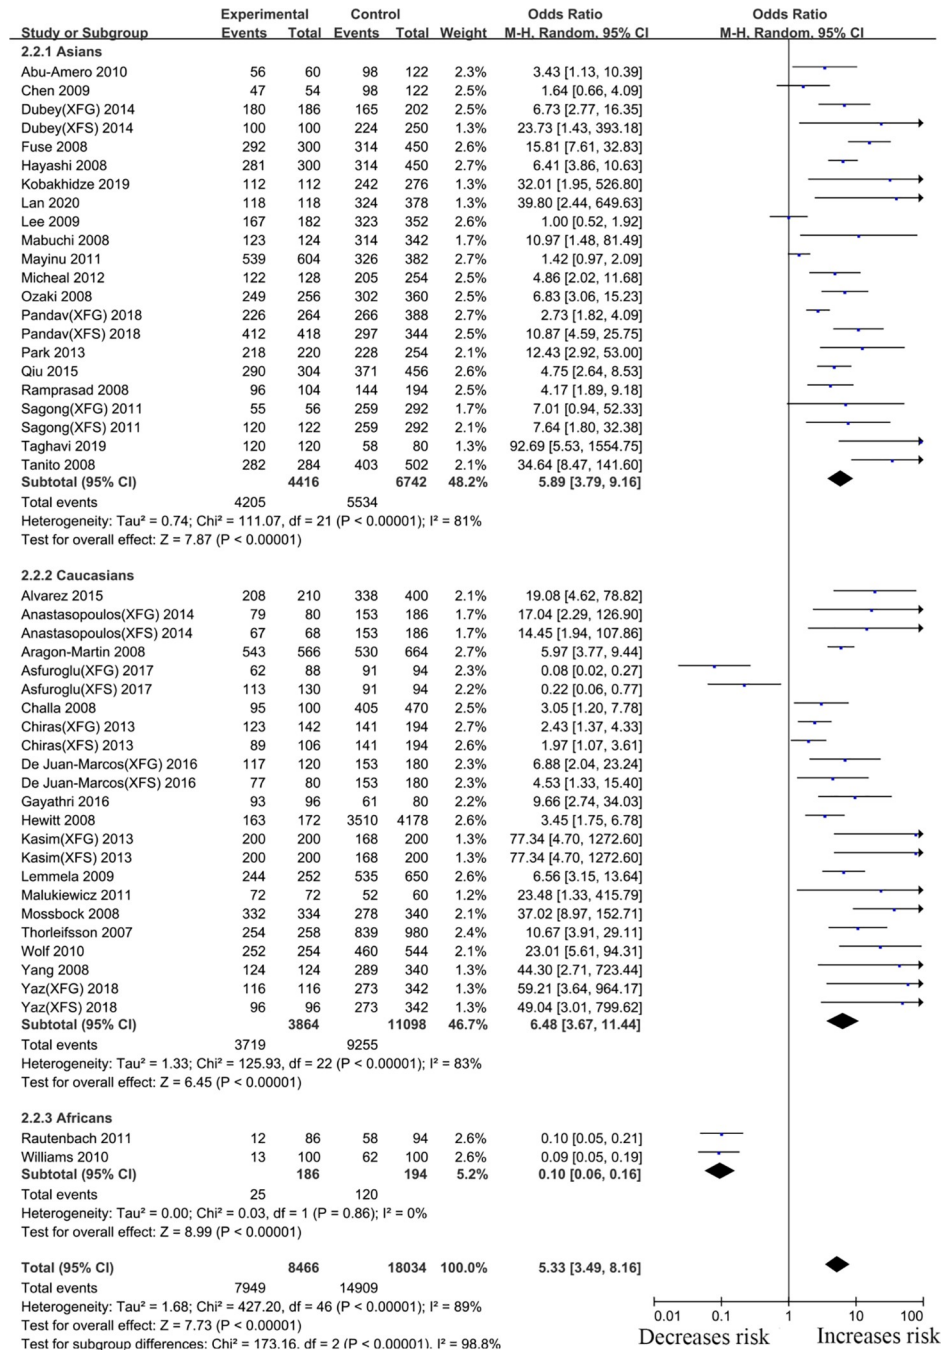 Experimental Control Odds Ratio Odds Ratio
Study or Subgroup Events Total Events Total Weight M-H, Random, 95% CI M-H, Random, 95% CI
2.2.1 Asians
Abu-Amero 2010 56 60 98 122 2.3% 3.43 [1.13, 10.39]
Chen 2009 47 54 98 122 2.5% 1.64 [0.66, 4.09]
Dubey(XFG) 2014 180 186 165 202 2.5% 6.73 [2.77, 16.35]
Dubey(XFS) 2014 100 100 224 250 1.3% 23.73 [1.43, 393.18]
Fuse 2008 292 300 314 450 2.6% 15.81 [7.61, 32.83]
Hayashi 2008 281 300 314 450 2.6% 6.41 [3.86, 10.63]
Kobakhidze 2019 112 112 242 276 1.3% 32.01 [1.95, 526.80]
Lan 2020 118 118 324 378 1.3% 39.80 [2.44, 649.63]
Lee 2009 167 182 323 352 2.6% 1.00 [0.52, 1.92]
Mabuchi 2008 123 124 314 342 1.7% 10.97 [1.48, 81.49]
Mayinu 2011 539 604 326 382 2.7% 1.42 [0.97, 2.09]
Micheal 2012 122 128 205 254 2.5% 4.86 [2.02, 11.68]
Ozaki 2008 249 256 302 360 2.5% 6.83 [3.06, 15.23]
Pandav(XFG) 2018 226 264 266 388 2.7% 2.73 [1.82, 4.09]
Pandav(XFS) 2018 412 418 297 344 2.5% 10.87 [4.59, 25.75]
Park 2013 218 220 228 254 2.1% 12.43 [2.92, 53.00]
Qiu 2015 290 304 371 456 2.6% 4.75 [2.64, 8.53]
Ramprasad 2008 96 104 144 194 2.5% 4.17 [1.89, 9.18]
Sagong(XFG) 2011 55 56 259 292 1.7% 7.01 [0.94, 52.33]
Sagong(XFS) 2011 120 122 259 292 2.1% 7.64 [1.80, 32.38]
Taghavi 2019 120 120 58 80 1.3% 92.69 [5.53, 1554.75]
Tanito 2008 282 284 403 502 2.1% 34.64 [8.47, 141.60]
Subtotal (95% CI) 4416 6742 48.2% 5.89 [3.79, 9.16]
Total events 4205 5534
Heterogeneity: Tau² = 0.74; Chi² = 111.07, df = 21 (P < 0.00001); I² = 81%
Test for overall effect: Z = 7.87 (P < 0.00001)
2.2.2 Caucasians
Alvarez 2015 208 210 338 400 2.1% 19.08 [4.62, 78.82]
Anastasopoulos(XFG) 2014 79 80 153 186 1.7% 17.04 [2.29, 126.90]
Anastasopoulos(XFS) 2014 67 68 153 186 1.7% 14.45 [1.94, 107.86]
Aragon-Martin 2008 543 566 530 664 2.7% 5.97 [3.77, 9.44]
Asfuroglu(XFG) 2017 62 88 91 94 2.3% 0.08 [0.02, 0.27]
Asfuroglu(XFS) 2017 113 130 91 94 2.2% 0.22 [0.06, 0.77]
Challa 2008 95 100 405 470 2.5% 3.05 [1.20, 7.78]
Chiras(XFG) 2013 123 142 141 194 2.7% 2.43 [1.37, 4.33]
Chiras(XFS) 2013 89 106 141 194 2.6% 1.97 [1.07, 3.61]
De Juan-Marcos(XFG) 2016 117 120 153 180 2.3% 6.88 [2.04, 23.24]
De Juan-Marcos(XFS) 2016 77 80 153 180 2.3% 4.53 [1.33, 15.40]
Gayathri 2016 93 96 61 80 2.2% 9.66 [2.74, 34.03]
Hewitt 2008 163 172 3510 4178 2.6% 3.45 [1.75, 6.78]
Kasim(XFG) 2013 200 200 168 200 1.3% 77.34 [4.70, 1272.60]
Kasim(XFS) 2013 200 200 168 200 1.3% 77.34 [4.70, 1272.60]
Lemmela 2009 244 252 535 650 2.6% 6.56 [3.15, 13.64]
Malukiewicz 2011 72 72 52 60 1.2% 23.48 [1.33, 415.79]
Mossbock 2008 332 334 278 340 2.1% 37.02 [8.97, 152.71]
Thorleifsson 2007 254 258 839 980 2.4% 10.67 [3.91, 29.11]
Wolf 2010 252 254 460 544 2.1% 23.01 [5.61, 94.31]
Yang 2008 124 124 289 340 1.3% 44.30 [2.71, 723.44]
Yaz(XFG) 2018 116 116 273 342 1.3% 59.21 [3.64, 964.17]
Yaz(XFS) 2018 96 96 273 342 1.3% 49.04 [3.01, 799.62]
Subtotal (95% CI) 3864 11098 46.7% 6.48 [3.67, 11.44]
Total events 3719 9255
Heterogeneity: Tau² = 1.33; Chi² = 125.93, df = 22 (P < 0.00001); I² = 83%
Test for overall effect: Z = 6.45 (P < 0.00001)
2.2.3 Africans
Rautenbach 2011 12 86 58 94 2.6% 0.10 [0.05, 0.21]
Williams 2010 13 100 62 100 2.6% 0.09 [0.05, 0.19]
Subtotal (95% CI) 186 194 5.2% 0.10 [0.06, 0.16]
Total events 25 120
Heterogeneity: Tau² = 0.00; Chi² = 0.03, df = 1 (P = 0.86); I² = 0%
Test for overall effect: Z = 8.99 (P < 0.00001)
Total (95% CI) 8466 18034 100.0% 5.33 [3.49, 8.16]
Total events 7949 14909
Heterogeneity: Tau² = 1.68; Chi² = 427.20, df = 46 (P < 0.00001); I² = 89%
Test for overall effect: Z = 7.73 (P < 0.00001)
Test for subgroup differences: Chi² = 173.16, df = 2 (P < 0.00001), I² = 98.8%
0.01 0.1 1 10 100
Decreases risk Increases risk